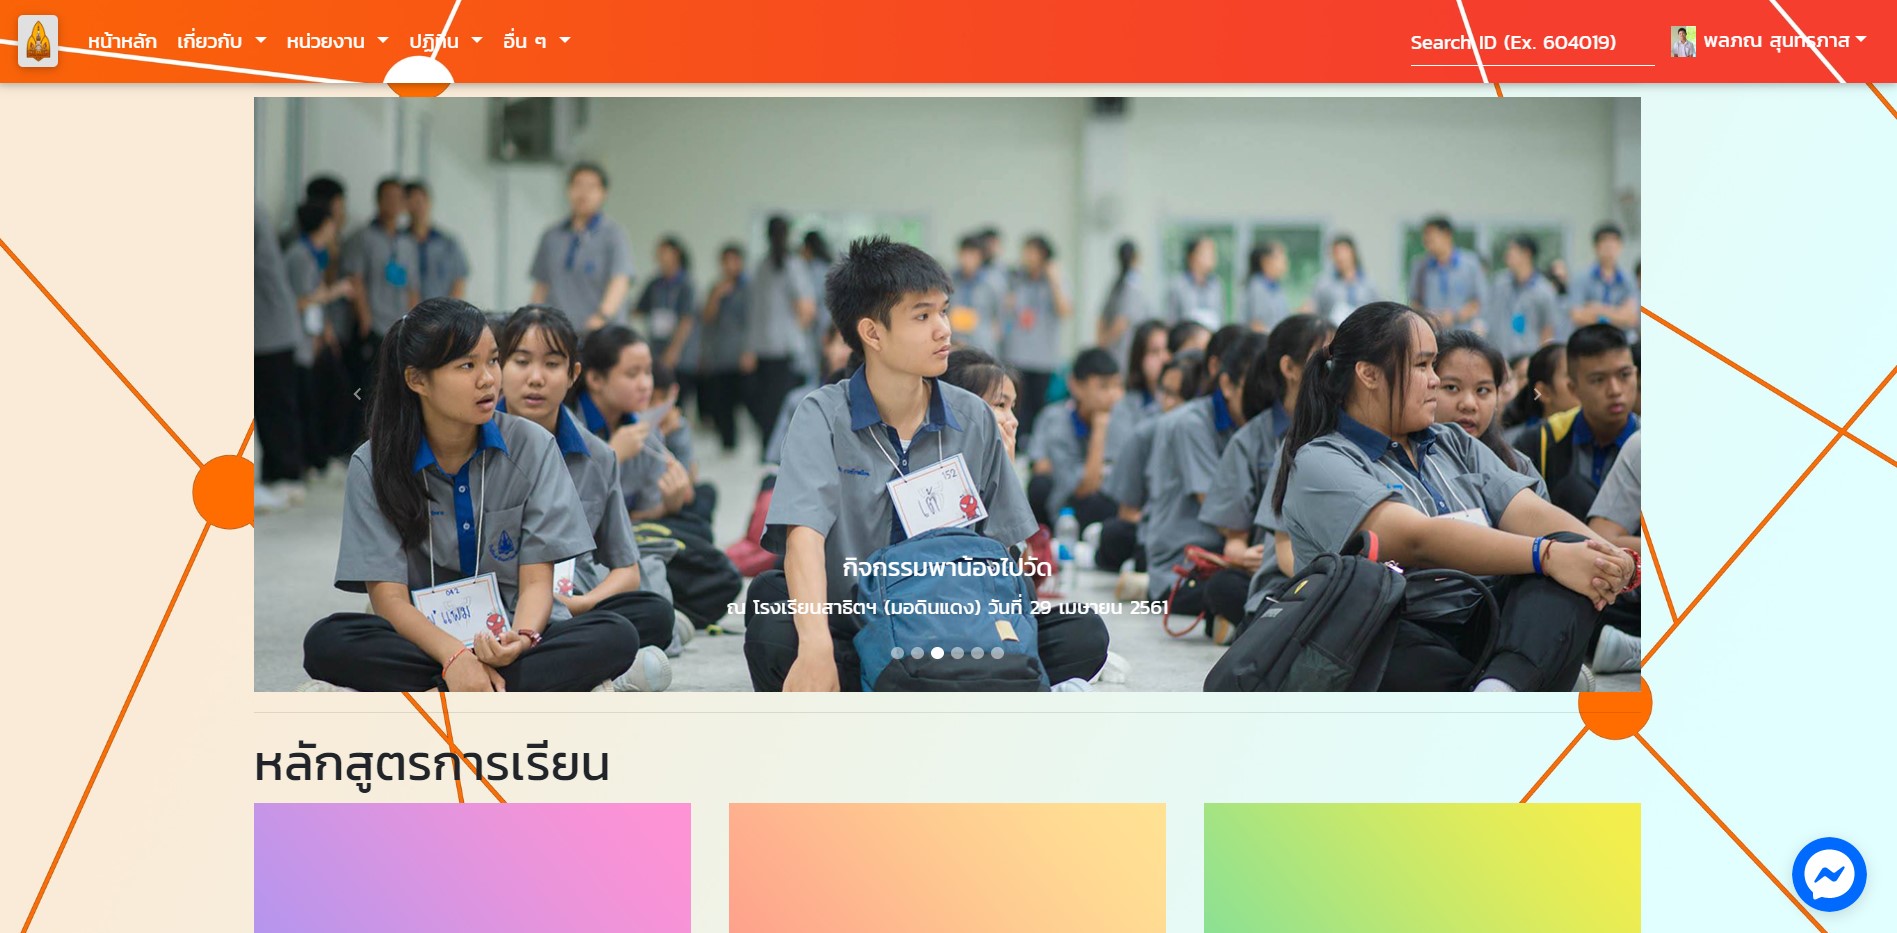 หน้าหลัก เกี่ยวกับ หน่วยงาน ปฏิทิน อื่น ๆ Search ID (Ex. 604019) พลภณ สุนทรภาส
152
กิจกรรมพาน้องไปวัด
ณ โรงเรียนสาธิตฯ (มอดินแดง) วันที่ 29 เมษายน 2561
042
แพม
หลักสูตรการเรียน